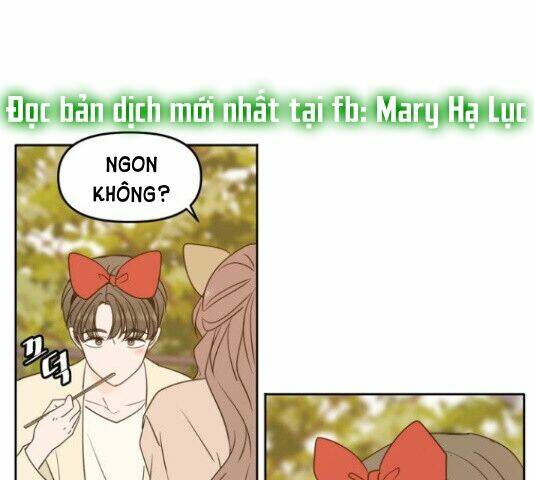 Đọc bản dịch mới nhất tại fb: Mary Hạ Lục
NGON
KHÔNG?
끄덕